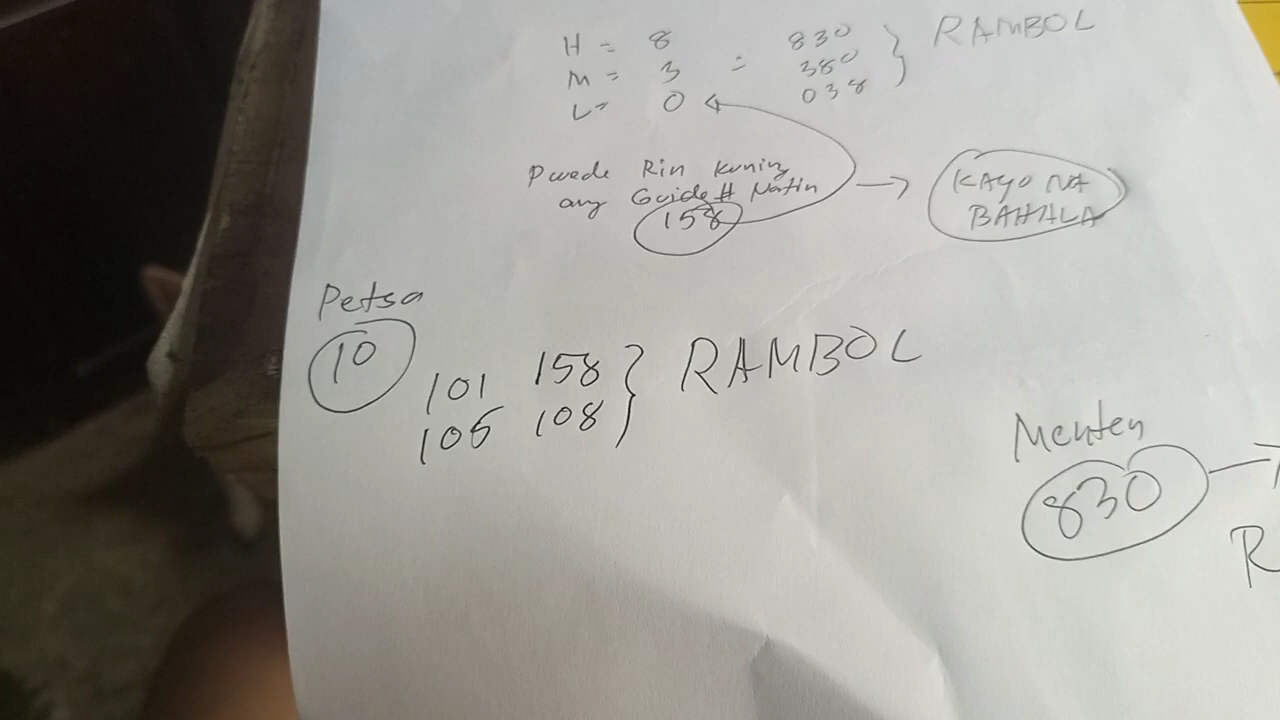 H = 8 = 830 } RAMBOL
M = 3 380
L = 0 038
Pwede Rin kunin
ang Guide # Natin
158
KAYO NA
BAHALA
Petsa
10
101 158 } RAMBOL
105 108
Menten
830
R